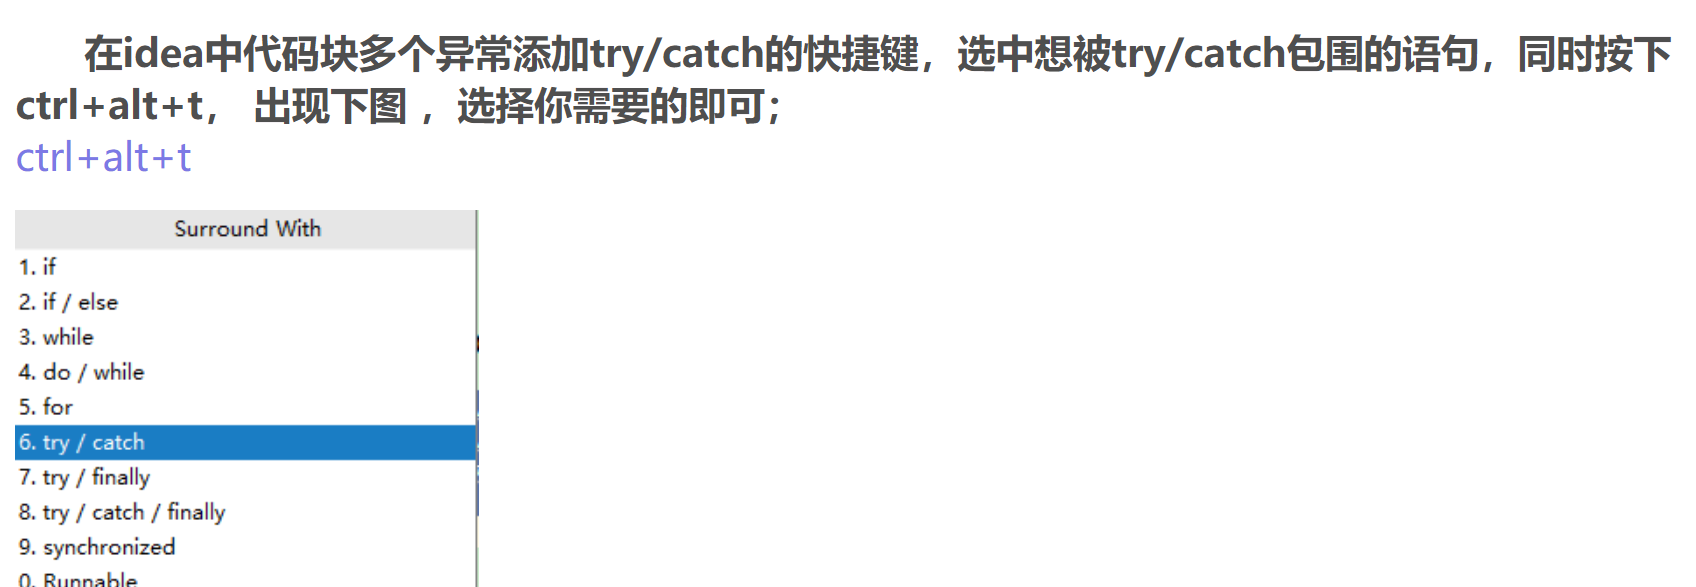 在idea中代码块多个异常添加try/catch的快捷键，选中想被try/catch包围的语句，同时按下
ctrl+alt+t， 出现下图 ，选择你需要的即可；
ctrl+alt+t
Surround With
1. if
2. if / else
3. while
4. do / while
5. for
6. try / catch
7. try / finally
8. try / catch / finally
9. synchronized
0. Runnable